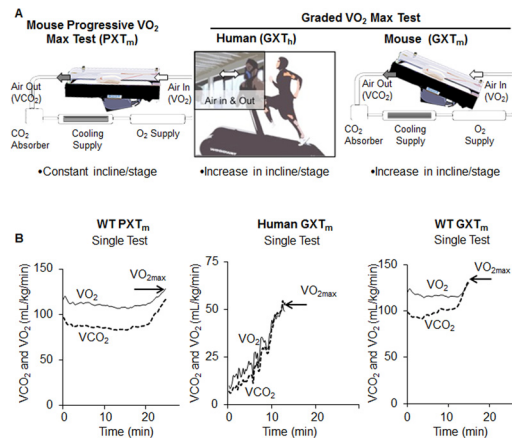 A
Mouse Progressive VO2
Max Test (PXTm)
Air Out
(VCO2)
Air In
(VO2)
CO2
Absorber
Cooling
Supply
O2 Supply
•Constant incline/stage
Graded VO2 Max Test
Human (GXTh)
Air in & Out
•Increase in incline/stage
Mouse (GXTm)
Air Out
(VCO2)
Air In
(VO2)
CO2
Absorber
Cooling
Supply
O2
Supply
•Increase in incline/stage
B
VCO2 and VO2 (mL/kg/min)
WT PXTm
Single Test
150
100
50
0
VO2max
VO2
VCO2
0 10 20
Time (min)
VCO2 and VO2 (mL/kg/min)
Human GXTm
Single Test
75
50
25
0
VO2max
VO2
VCO2
0 10 20
Time (min)
VCO2 and VO2 (mL/kg/min)
WT GXTm
Single Test
150
100
50
0
VO2max
VO2
VCO2
0 10 20
Time (min)